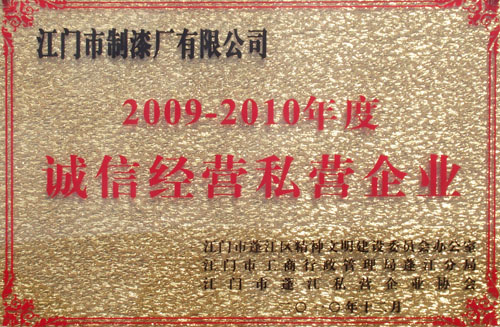 江门市制漆厂有限公司
2009-2010年度
诚信经营私营企业
江门市蓬江区精神文明建设委员会办公室
江门市工商行政管理局蓬江分局
江门市蓬江私营企业协会
二〇一〇年十二月